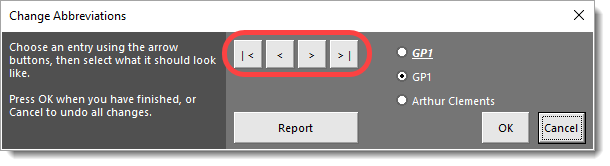 Change Abbreviations
Choose an entry using the arrow
buttons, then select what it should look
like.
Press OK when you have finished, or
Cancel to undo all changes.
|< < > >|
GP1
GP1
Arthur Clements
Report
OK
Cancel